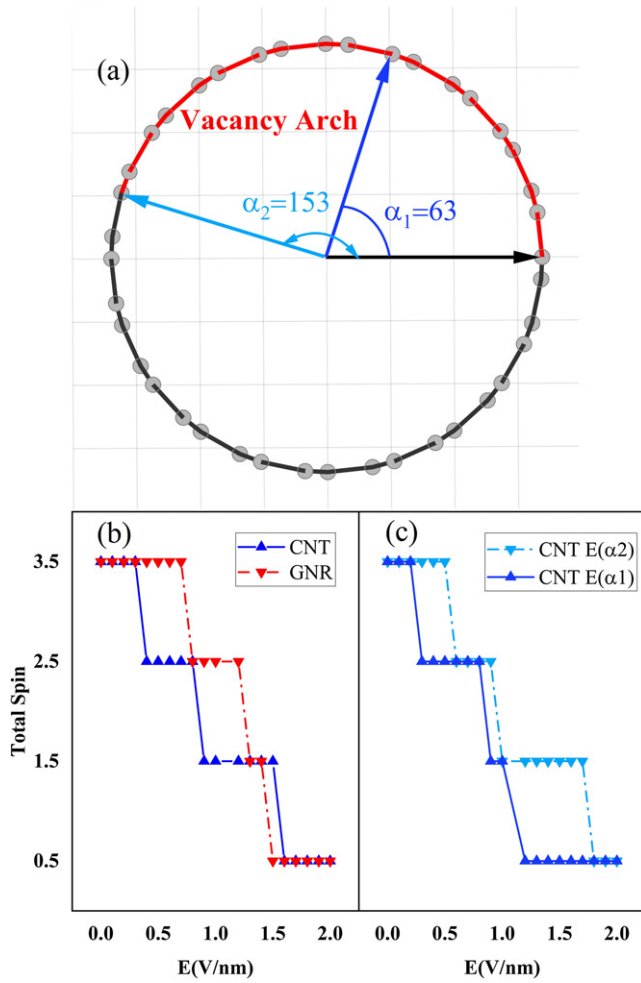 (a)
Vacancy Arch
α₂=153
α₁=63
(b)
CNT
GNR
(c)
CNT E(α2)
CNT E(α1)
Total Spin
3.5
2.5
1.5
0.5
0.0 0.5 1.0 1.5 2.0
0.0 0.5 1.0 1.5 2.0
E(V/nm)
E(V/nm)